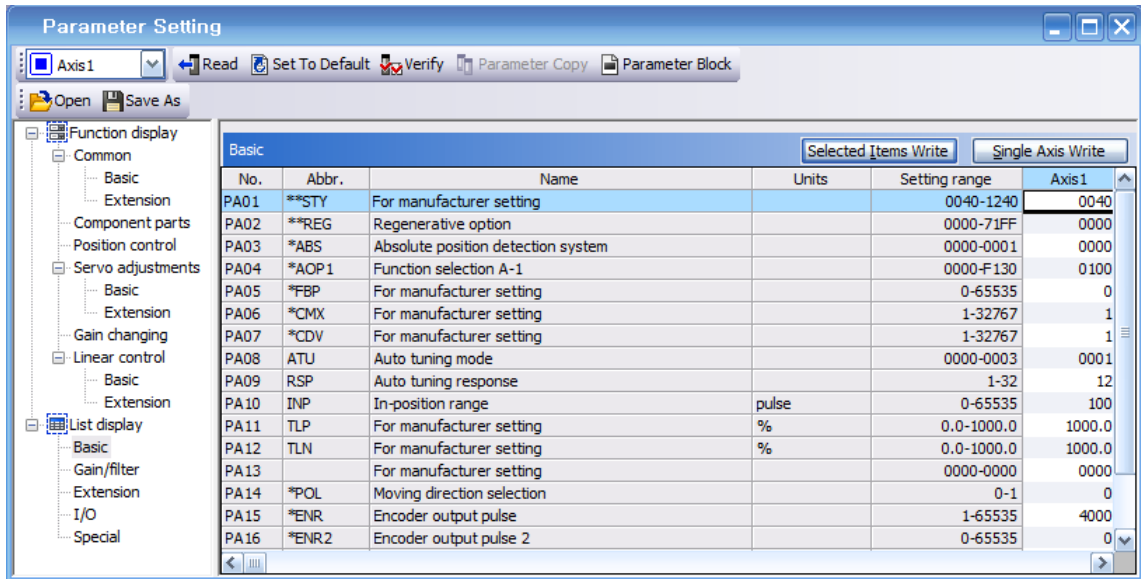 Parameter Setting
Axis1 Read Set To Default Verify Parameter Copy Parameter Block
Open Save As
Function display
Common
Basic
Extension
Component parts
Position control
Servo adjustments
Basic
Extension
Gain changing
Linear control
Basic
Extension
List display
Basic
Gain/filter
Extension
I/O
Special
Basic Selected Items Write Single Axis Write
No. Abbr. Name Units Setting range Axis1
PA01 **STY For manufacturer setting 0040-1240 0040
PA02 **REG Regenerative option 0000-71FF 0000
PA03 *ABS Absolute position detection system 0000-0001 0000
PA04 *AOP1 Function selection A-1 0000-F130 0100
PA05 *FBP For manufacturer setting 0-65535 0
PA06 *CMX For manufacturer setting 1-32767 1
PA07 *CDV For manufacturer setting 1-32767 1
PA08 ATU Auto tuning mode 0000-0003 0001
PA09 RSP Auto tuning response 1-32 12
PA10 INP In-position range pulse 0-65535 100
PA11 TLP For manufacturer setting % 0.0-1000.0 1000.0
PA12 TLN For manufacturer setting % 0.0-1000.0 1000.0
PA13 For manufacturer setting 0000-0000 0000
PA14 *POL Moving direction selection 0-1 0
PA15 *ENR Encoder output pulse 1-65535 4000
PA16 *ENR2 Encoder output pulse 2 0-65535 0